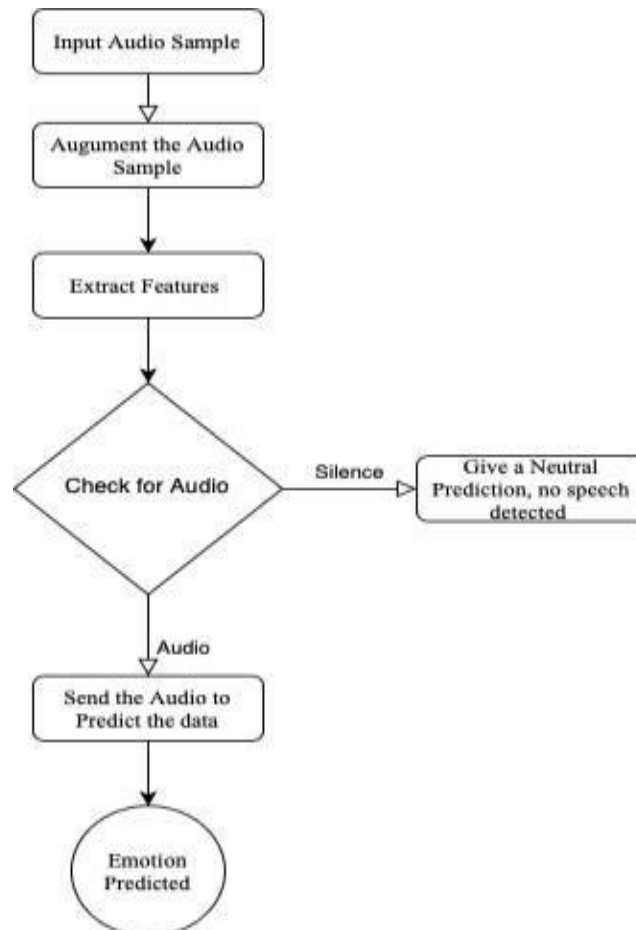 Input Audio Sample
Augument the Audio
Sample
Extract Features
Check for Audio
Silence
Give a Neutral
Prediction, no speech
detected
Audio
Send the Audio to
Predict the data
Emotion
Predicted